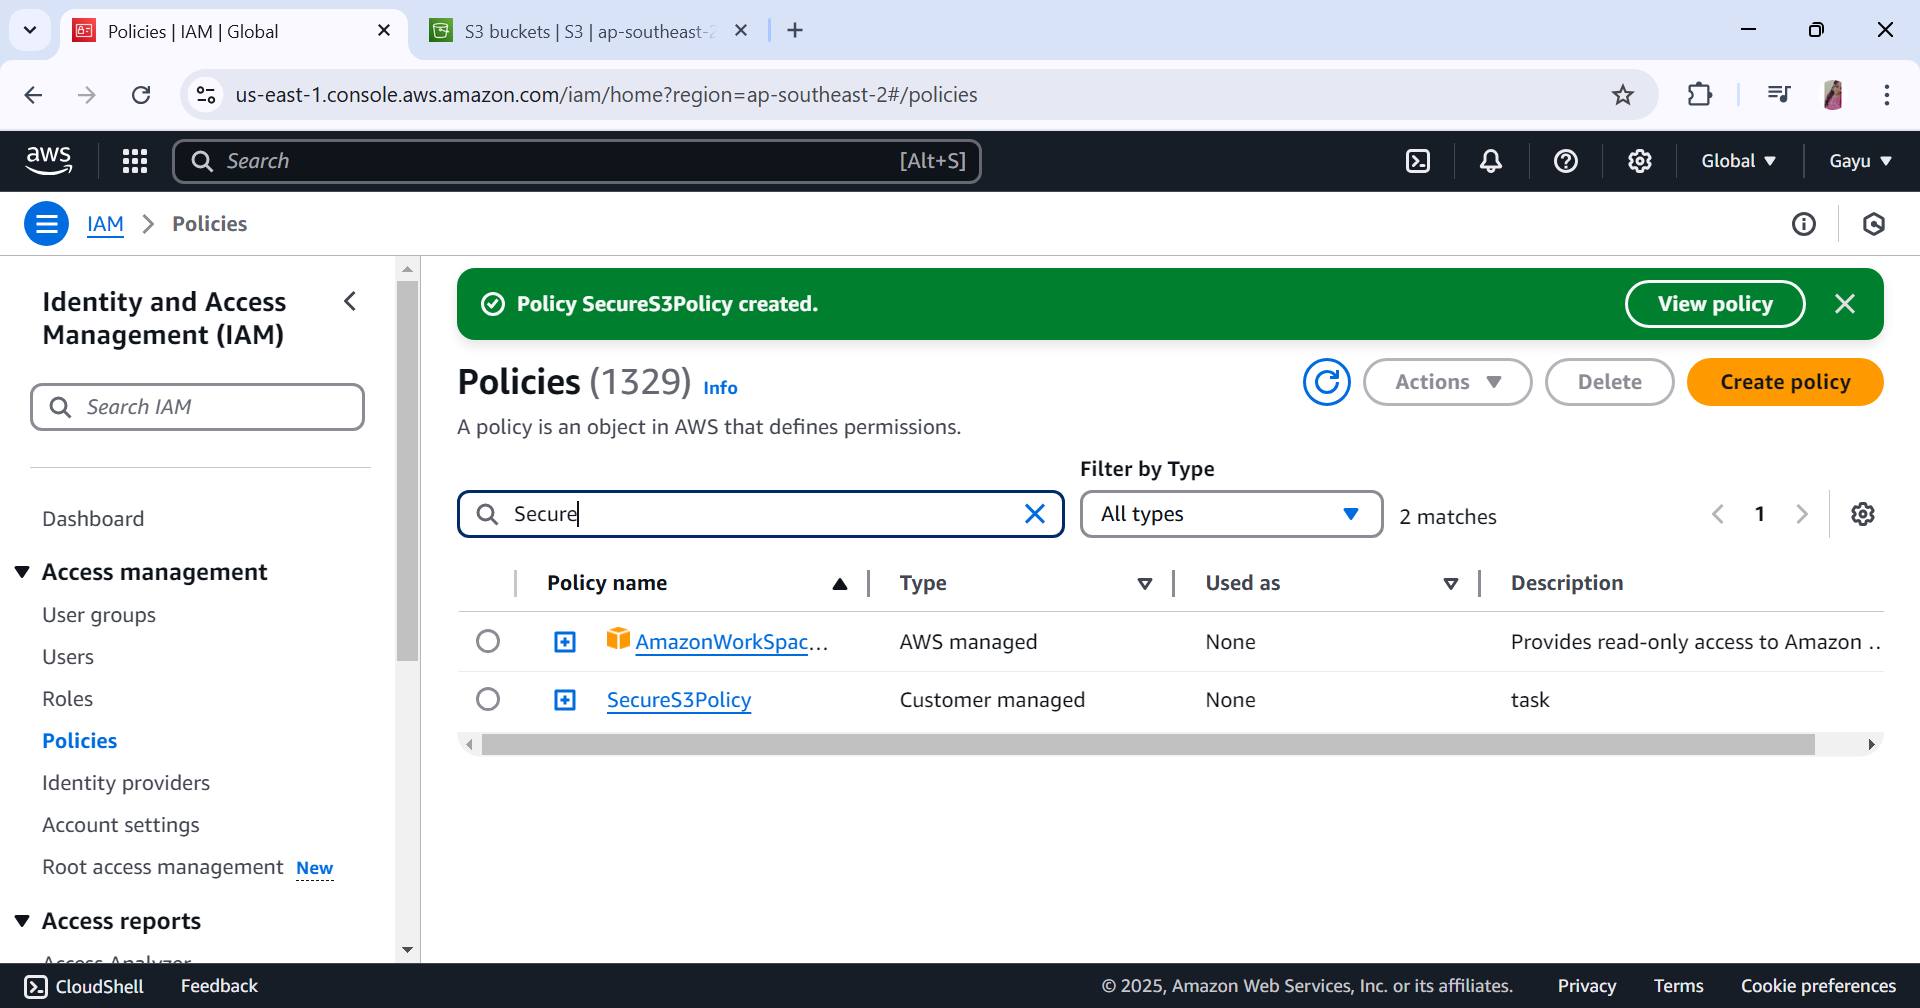 Policies | IAM | Global
S3 buckets | S3 | ap-southeast-2
us-east-1.console.aws.amazon.com/iam/home?region=ap-southeast-2#/policies
aws
Search
[Alt+S]
Global
Gayu
IAM
Policies
Identity and Access
Management (IAM)
Search IAM
Dashboard
Access management
User groups
Users
Roles
Policies
Identity providers
Account settings
Root access management New
Access reports
Access Analyzer
Policy SecureS3Policy created.
View policy
Policies (1329) Info
Actions
Delete
Create policy
A policy is an object in AWS that defines permissions.
Filter by Type
Secure
All types
2 matches
1
Policy name
Type
Used as
Description
AmazonWorkSpac...
AWS managed
None
Provides read-only access to Amazon ..
SecureS3Policy
Customer managed
None
task
CloudShell
Feedback
© 2025, Amazon Web Services, Inc. or its affiliates.
Privacy
Terms
Cookie preferences